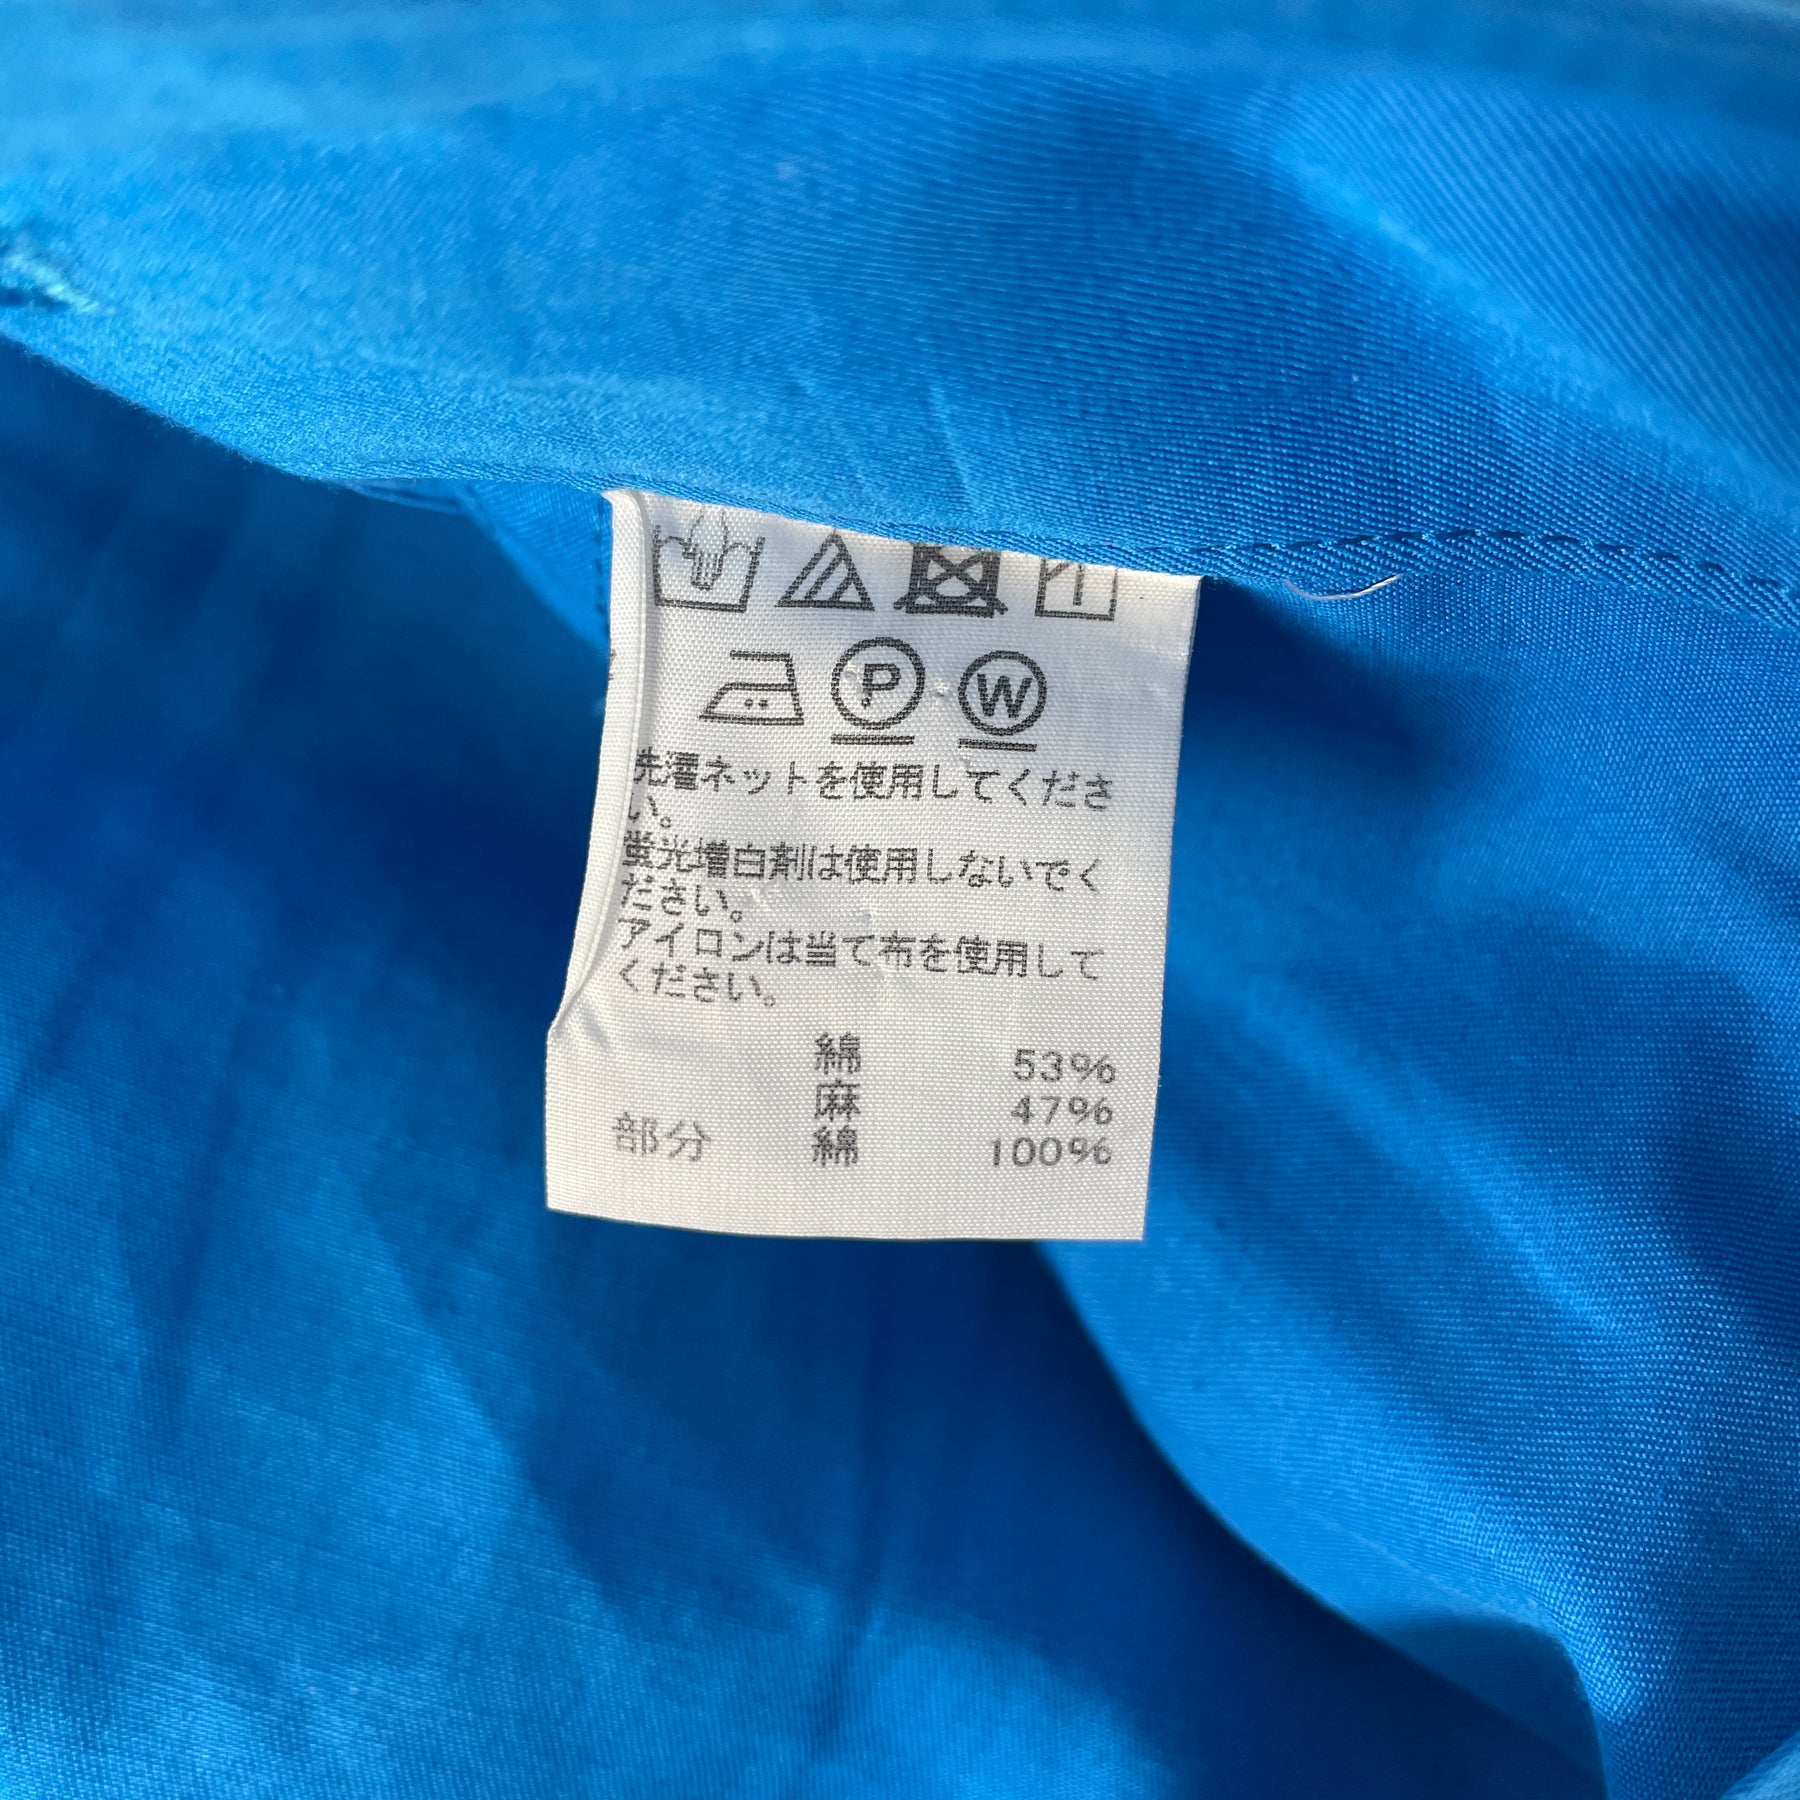 P W
洗濯ネットを使用してくださ
い。
蛍光増白剤は使用しないでく
ださい。
アイロンは当て布を使用して
ください。
綿 53%
麻 47%
部分 綿 100%